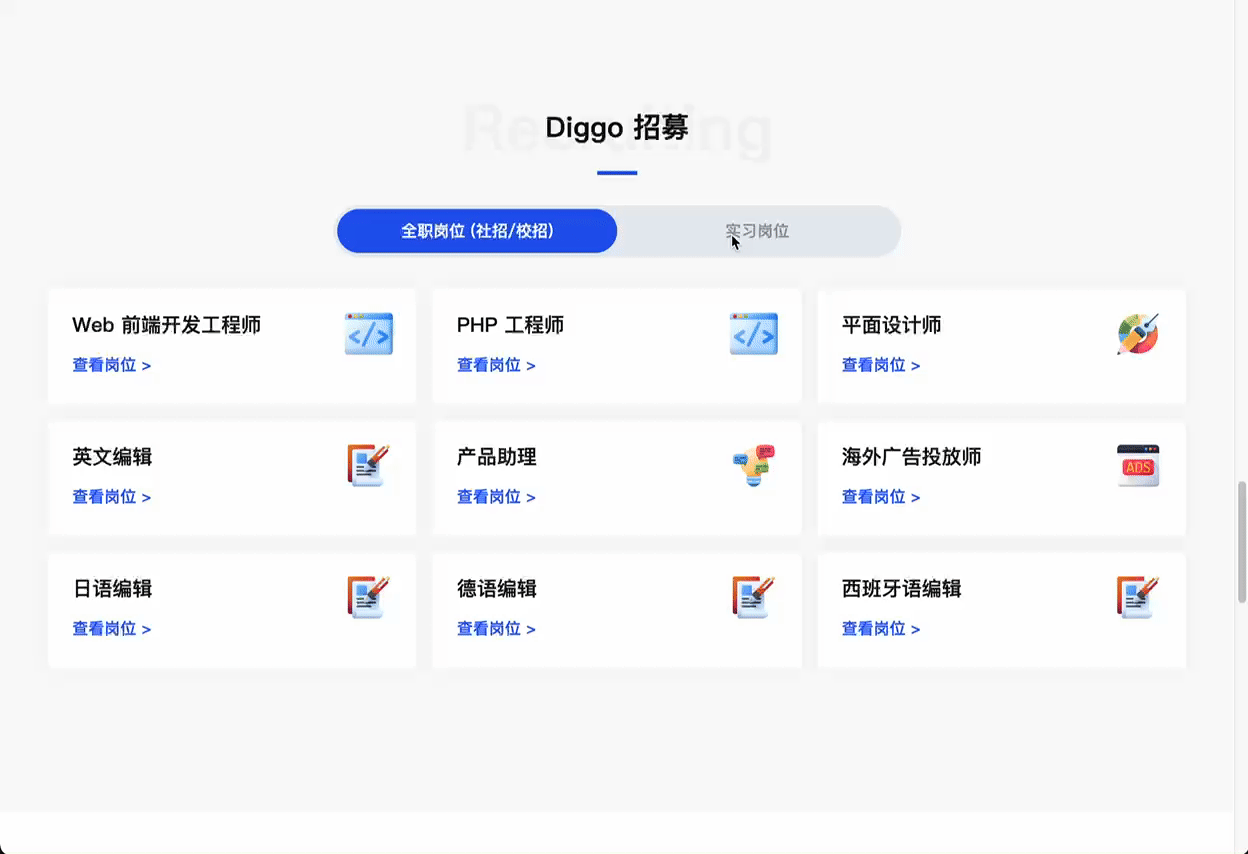 Recruiting
Diggo 招募
全职岗位 (社招/校招)
实习岗位
Web 前端开发工程师
查看岗位 >
PHP 工程师
查看岗位 >
平面设计师
查看岗位 >
英文编辑
查看岗位 >
产品助理
查看岗位 >
海外广告投放师
查看岗位 >
ADS
日语编辑
查看岗位 >
德语编辑
查看岗位 >
西班牙语编辑
查看岗位 >